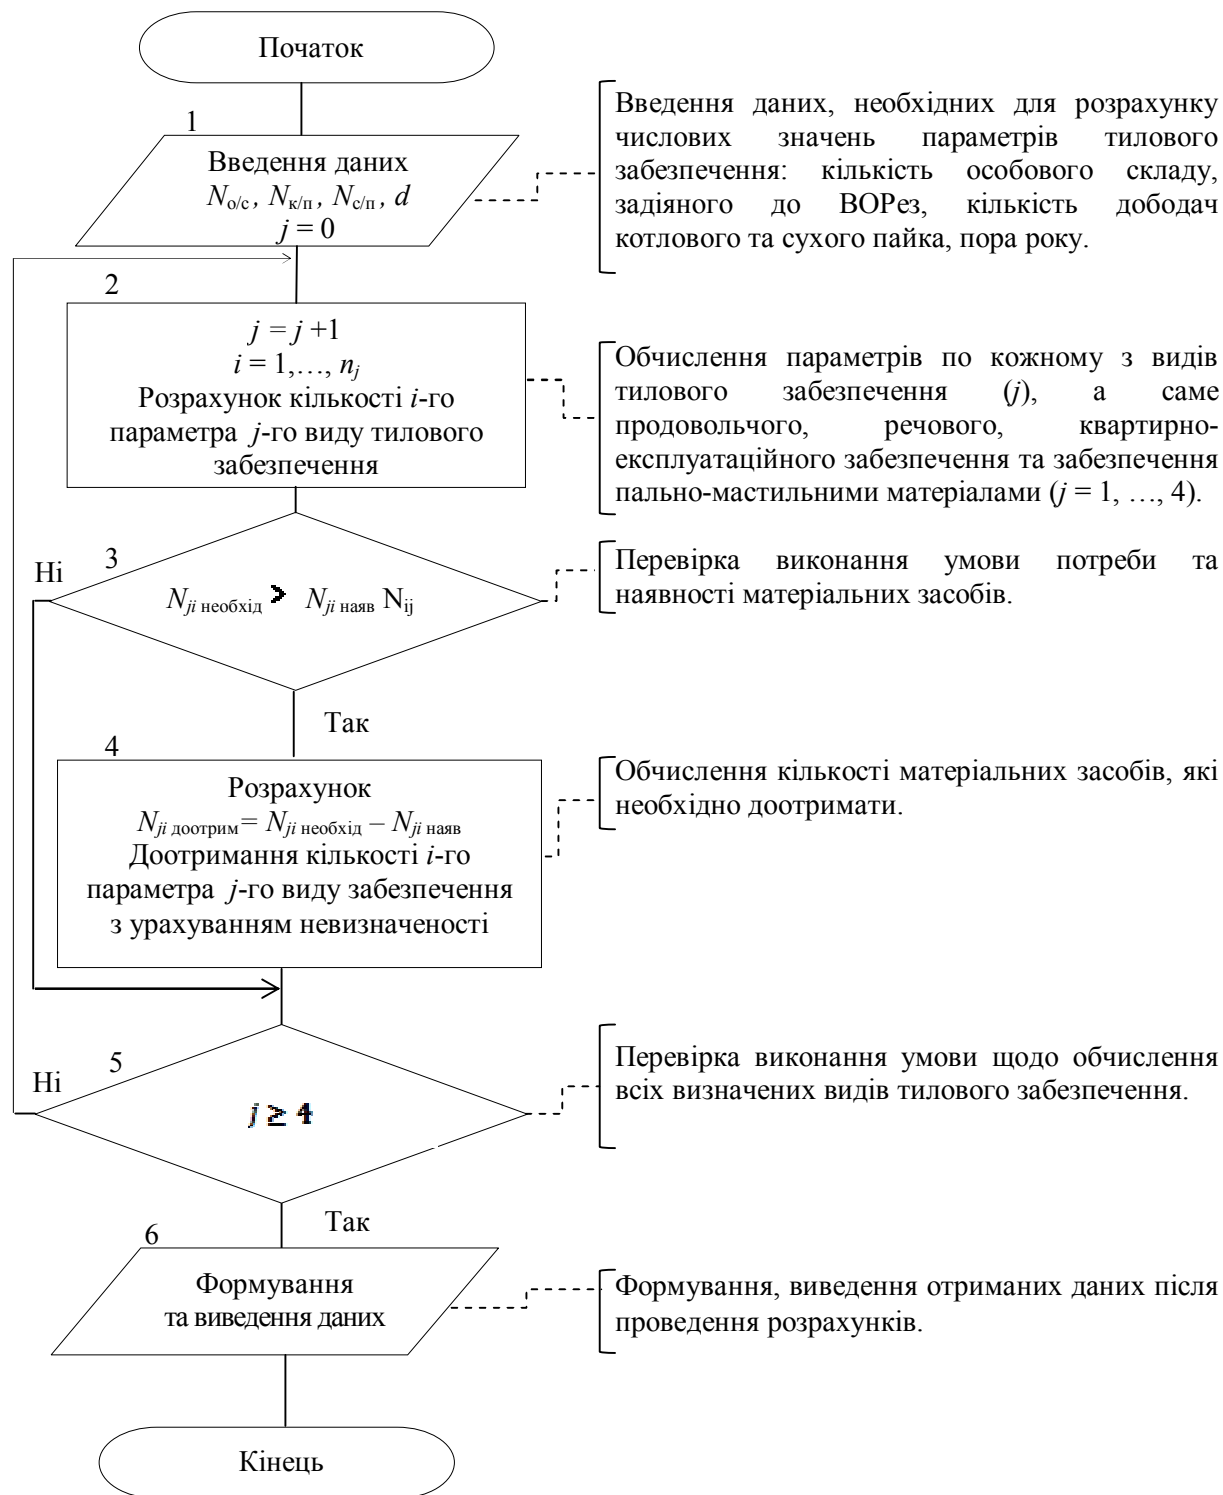 Початок
1
Введення даних
N о/с, N к/п, N с/п, d
j = 0
Введення даних, необхідних для розрахунку
числових значень параметрів тилового
забезпечення: кількість особового складу,
задіяного до ВОРез, кількість дободач
котлового та сухого пайка, пора року.
2
j = j +1
i = 1,…, nj
Розрахунок кількості i-го
параметра j-го виду тилового
забезпечення
Обчислення параметрів по кожному з видів
тилового забезпечення (j), а саме
продовольчого, речового, квартирно-
експлуатаційного забезпечення та забезпечення
пально-мастильними матеріалами (j = 1, …, 4).
3
Ні
Nji необхід > Nji наяв Nij
Перевірка виконання умови потреби та
наявності матеріальних засобів.
Так
4
Розрахунок
Nji доотрим = Nji необхід – Nji наяв
Доотримання кількості i-го
параметра j-го виду забезпечення
з урахуванням невизначеності
Обчислення кількості матеріальних засобів, які
необхідно доотримати.
5
Ні
j ≥ 4
Перевірка виконання умови щодо обчислення
всіх визначених видів тилового забезпечення.
Так
6
Формування
та виведення даних
Формування, виведення отриманих даних після
проведення розрахунків.
Кінець